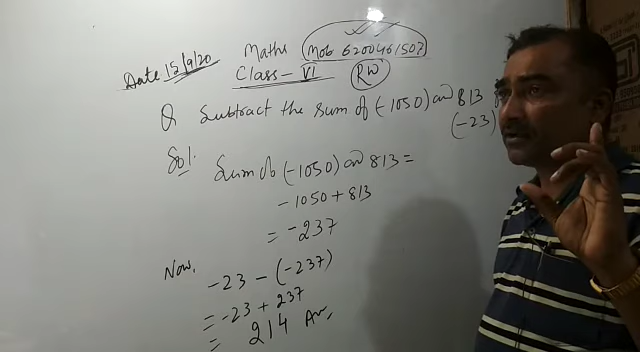 Maths Mob 6200461507
Date 15/9/20
Class - VI RW
Q Subtract the sum of (-1050) and 813
(-23)
Sol. Sum of (-1050) and 813 =
-1050 + 813
= -237
Now, -23 - (-237)
= -23 + 237
= 214 Ans,